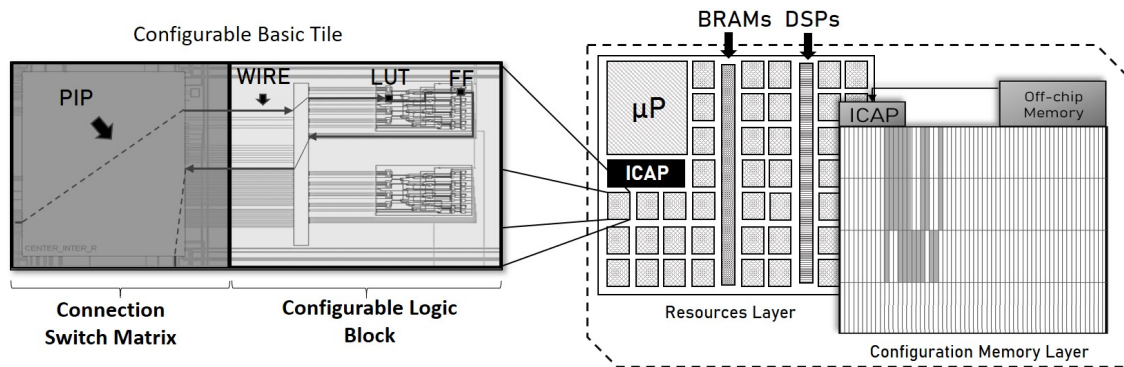 Configurable Basic Tile
PIP
WIRE
LUT
FF
CENTER_INTER_R
Connection
Switch Matrix
Configurable Logic
Block
BRAMs
DSPs
µP
ICAP
Resources Layer
ICAP
Off-chip
Memory
Configuration Memory Layer